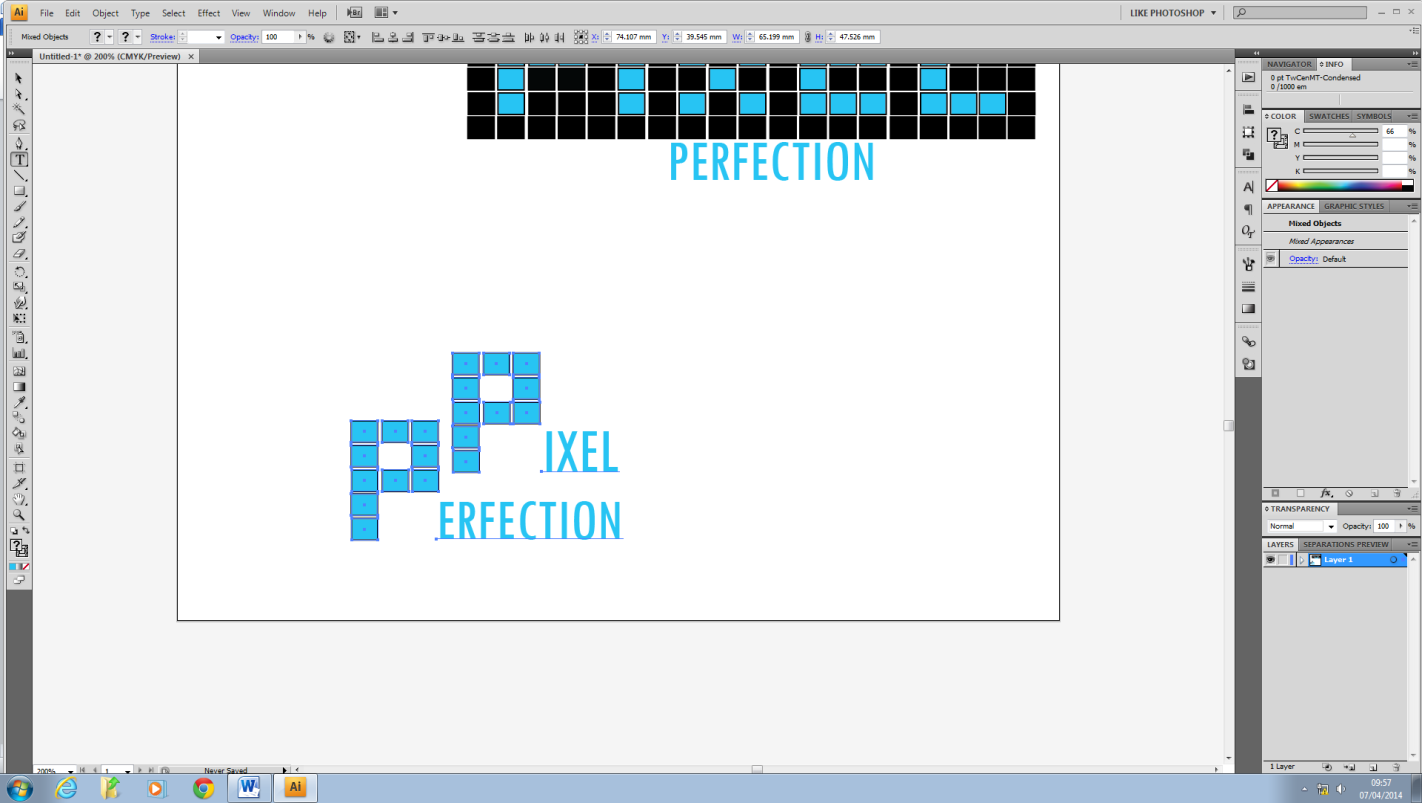 Ai File Edit Object Type Select Effect View Window Help Br LIKE PHOTOSHOP
Mixed Objects ? ? Stroke: Opacity: 100 % X: 74.107 mm Y: 39.545 mm W: 65.199 mm H: 47.526 mm
Untitled-1* @ 200% (CMYK/Preview) ×
NAVIGATOR INFO
0 pt TwCenMT-Condensed
0 /1000 em
COLOR SWATCHES SYMBOLS
? C 66 %
M %
Y %
K %
APPEARANCE GRAPHIC STYLES
Mixed Objects
Mixed Appearances
Opacity: Default
PERFECTION
IXEL
ERFECTION
TRANSPARENCY
Normal Opacity: 100 %
LAYERS SEPARATIONS PREVIEW
Layer 1
1 Layer
200% 1 Never Saved
W Ai
09:57
07/04/2014